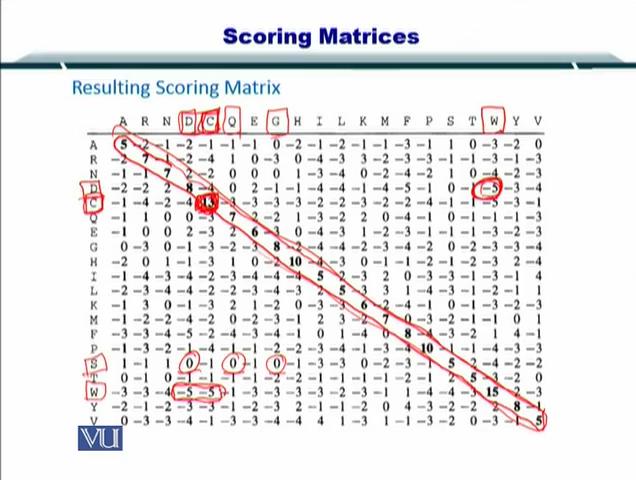 Scoring Matrices
Resulting Scoring Matrix
A R N D C Q E G H I L K M F P S T W Y V
A 5 −2 −1 −2 −1 −1 −1 0 −2 −1 −2 −1 −1 −3 −1 1 0 −3 −2 0
R −2 7 −1 −2 −4 1 0 −3 0 −4 −3 3 −2 −3 −3 −1 −1 −3 −1 −3
N −1 −1 7 2 −2 0 0 0 1 −3 −4 0 −2 −4 −2 1 0 −4 −2 −3
D −2 −2 2 8 −4 0 2 −1 −1 −4 −4 −1 −4 −5 −1 0 −1 −5 −3 −4
C −1 −4 −2 −4 13 −3 −3 −3 −3 −2 −2 −3 −2 −2 −4 −1 −1 −5 −3 −1
Q −1 1 0 0 −3 7 2 −2 1 −3 −2 2 0 −4 −1 0 −1 −1 −1 −3
E −1 0 0 2 −3 2 6 −3 0 −4 −3 1 −2 −3 −1 −1 −1 −3 −2 −3
G 0 −3 0 −1 −3 −2 −3 8 −2 −4 −4 −2 −3 −4 −2 0 −2 −3 −3 −4
H −2 0 1 −1 −3 1 0 −2 10 −4 −3 0 −1 −1 −2 −1 −2 −3 2 −4
I −1 −4 −3 −4 −2 −3 −4 −4 −4 5 2 −3 2 0 −3 −3 −1 −3 −1 4
L −2 −3 −4 −4 −2 −2 −3 −4 −3 2 5 −3 3 1 −4 −3 −1 −2 −1 1
K −1 3 0 −1 −3 2 1 −2 0 −3 −3 6 −2 −4 −1 0 −1 −3 −2 −3
M −1 −2 −2 −4 −2 0 −2 −3 −1 2 3 −2 7 0 −3 −2 −1 −1 0 1
F −3 −3 −4 −5 −2 −4 −3 −4 −1 0 1 −4 0 8 −4 −3 −2 1 4 −1
P −1 −3 −2 −1 −4 −1 −1 −2 −2 −3 −4 −1 −3 −4 10 −1 −1 −4 −3 −3
S 1 −1 1 0 −1 0 −1 0 −1 −3 −3 0 −2 −3 −1 5 2 −4 −2 −2
T 0 −1 0 −1 −1 −1 −1 −2 −2 −1 −1 −1 −1 −2 −1 2 5 −3 −2 0
W −3 −3 −4 −5 −5 −1 −3 −3 −3 −3 −2 −3 −1 1 −4 −4 −3 15 2 −3
Y −2 −1 −2 −3 −3 −1 −2 −3 2 −1 −1 −2 0 4 −3 −2 −2 2 8 −1
V 0 −3 −3 −4 −1 −3 −3 −4 −4 4 1 −3 1 −1 −3 −2 0 −3 −1 5
VU